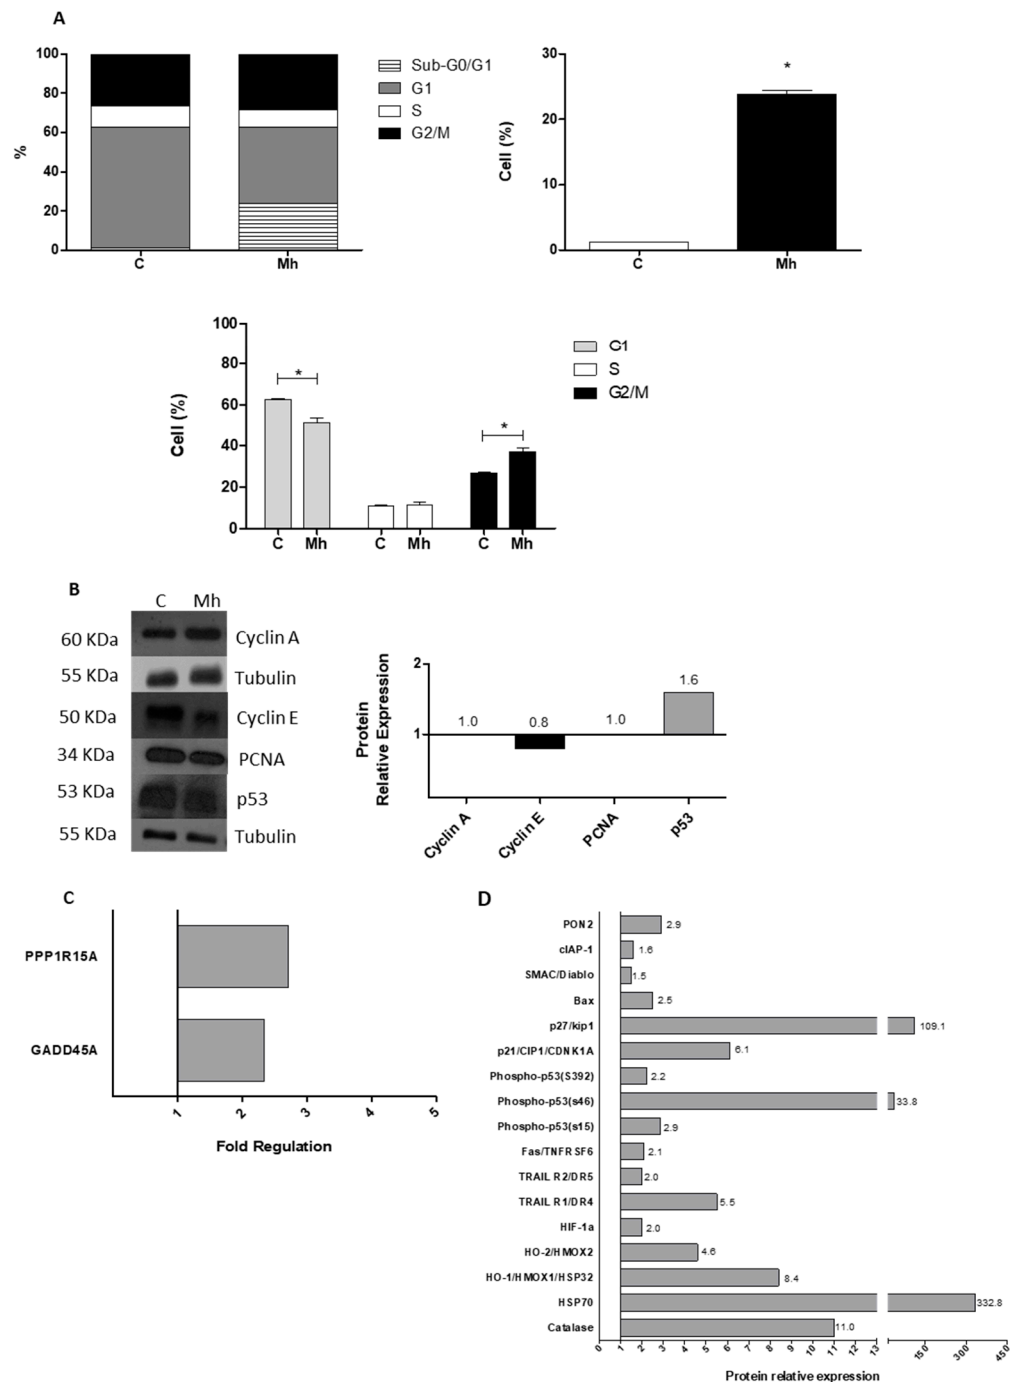 A
100
80
60
40
20
0
%
C
Mh
Sub-G0/G1
G1
S
G2/M
30
20
10
0
Cell (%)
*
C
Mh
100
80
60
40
20
0
Cell (%)
*
*
C Mh C Mh C Mh
G1
S
G2/M
B
C Mh
60 KDa Cyclin A
55 KDa Tubulin
50 KDa Cyclin E
34 KDa PCNA
53 KDa p53
55 KDa Tubulin
Protein
Relative Expression
2
1
1.0
0.8
1.0
1.6
Cyclin A
Cyclin E
PCNA
p53
C
PPP1R15A
GADD45A
1 2 3 4 5
Fold Regulation
D
PON2 2.9
cIAP-1 1.6
SMAC/Diablo 1.5
Bax 2.5
p27/kip1 109.1
p21/CIP1/CDNK1A 6.1
Phospho-p53(S392) 2.2
Phospho-p53(s46) 33.8
Phospho-p53(s15) 2.9
Fas/TNFRSF6 2.1
TRAIL R2/DR5 2.0
TRAIL R1/DR4 5.5
HIF-1a 2.0
HO-2/HMOX2 4.6
HO-1/HMOX1/HSP32 8.4
HSP70 332.8
Catalase 11.0
0 1 2 3 4 5 6 7 8 9 10 11 12 13 150 300 450
Protein relative expression